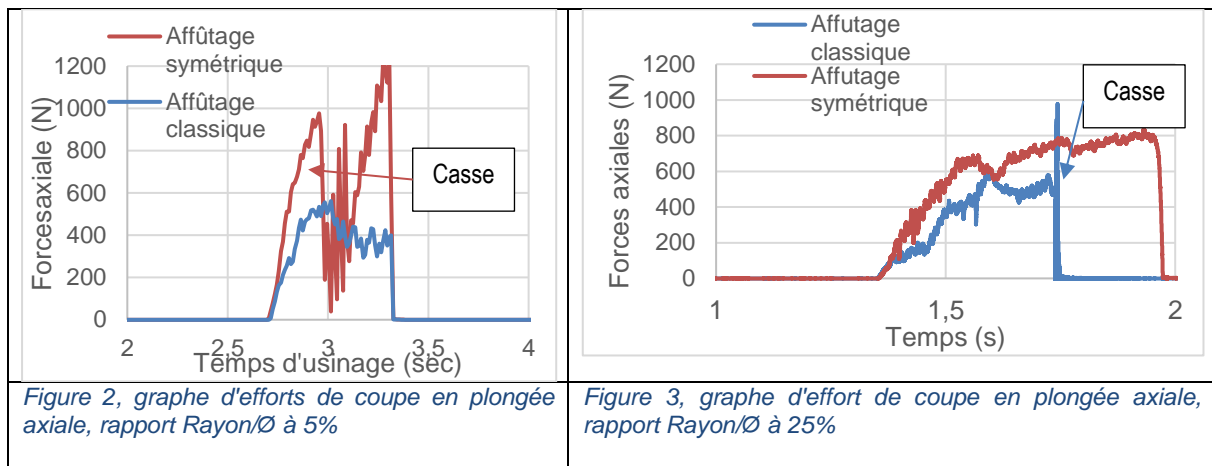 Affûtage
symétrique
Affûtage
classique
Casse
Forcesaxiale (N)
1200
1000
800
600
400
200
0
2 2,5 3 3,5 4
Temps d'usinage (sec)
Figure 2, graphe d'efforts de coupe en plongée
axiale, rapport Rayon/Ø à 5%
Affutage
classique
Affutage
symétrique
Casse
Forces axiales (N)
1200
1000
800
600
400
200
0
1 1,5 2
Temps (s)
Figure 3, graphe d'effort de coupe en plongée axiale,
rapport Rayon/Ø à 25%